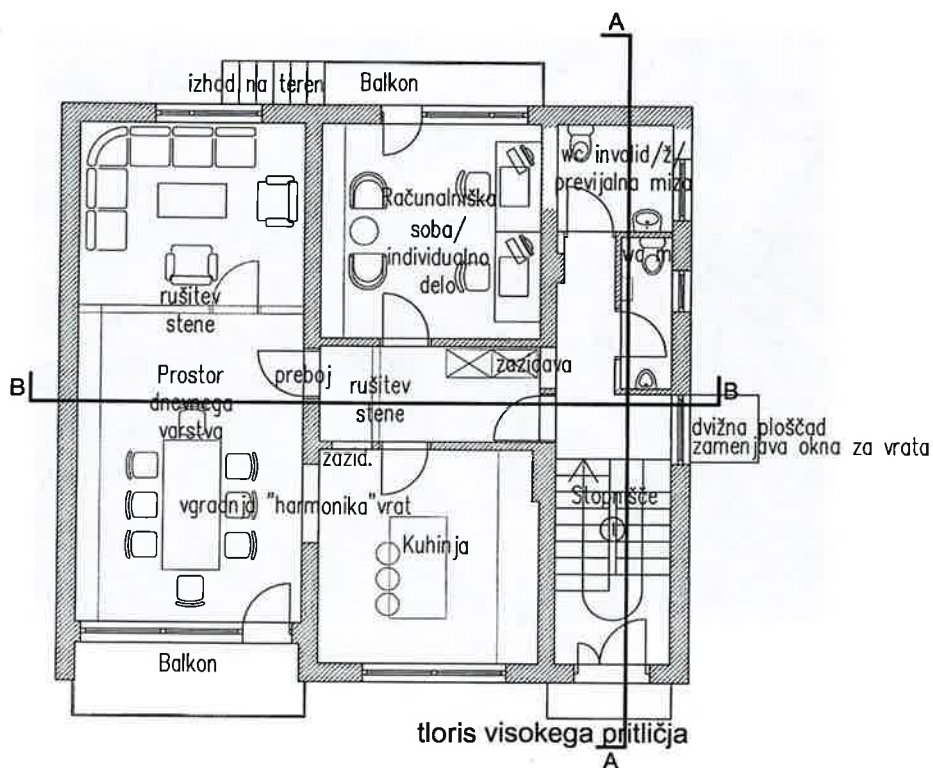 A
izhod na teren
Balkon
wc invalid/ž/
previjalna miza
Računalniška
soba/
individualno
delo
wc m
rušitev
stene
Prostor
dnevnega
varstva
preboj
rušitev
stene
zazidava
B
B
dvižna ploščad
zamenjava okna za vrata
zazid.
vgradnja "harmonika" vrat
Stopnišče
Kuhinja
Balkon
tloris visokega pritličja
A